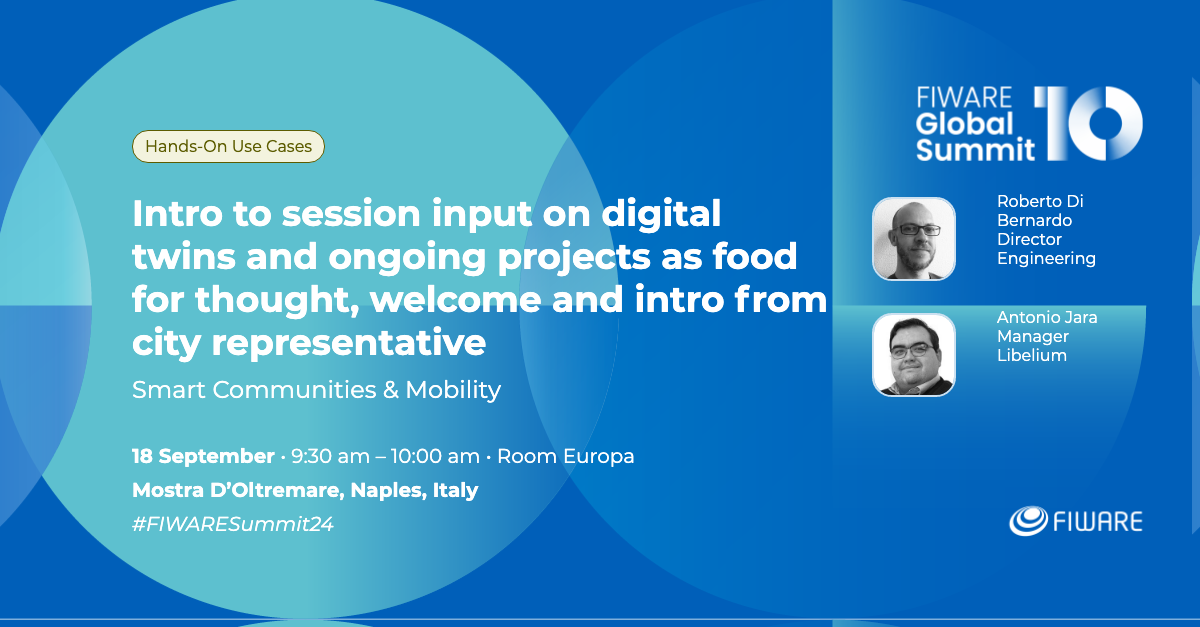 Hands-On Use Cases
Intro to session input on digital
twins and ongoing projects as food
for thought, welcome and intro from
city representative
Smart Communities & Mobility
18 September · 9:30 am – 10:00 am · Room Europa
Mostra D’Oltremare, Naples, Italy
#FIWARESummit24
FIWARE
Global
Summit
10
Roberto Di
Bernardo
Director
Engineering
Antonio Jara
Manager
Libelium
FIWARE